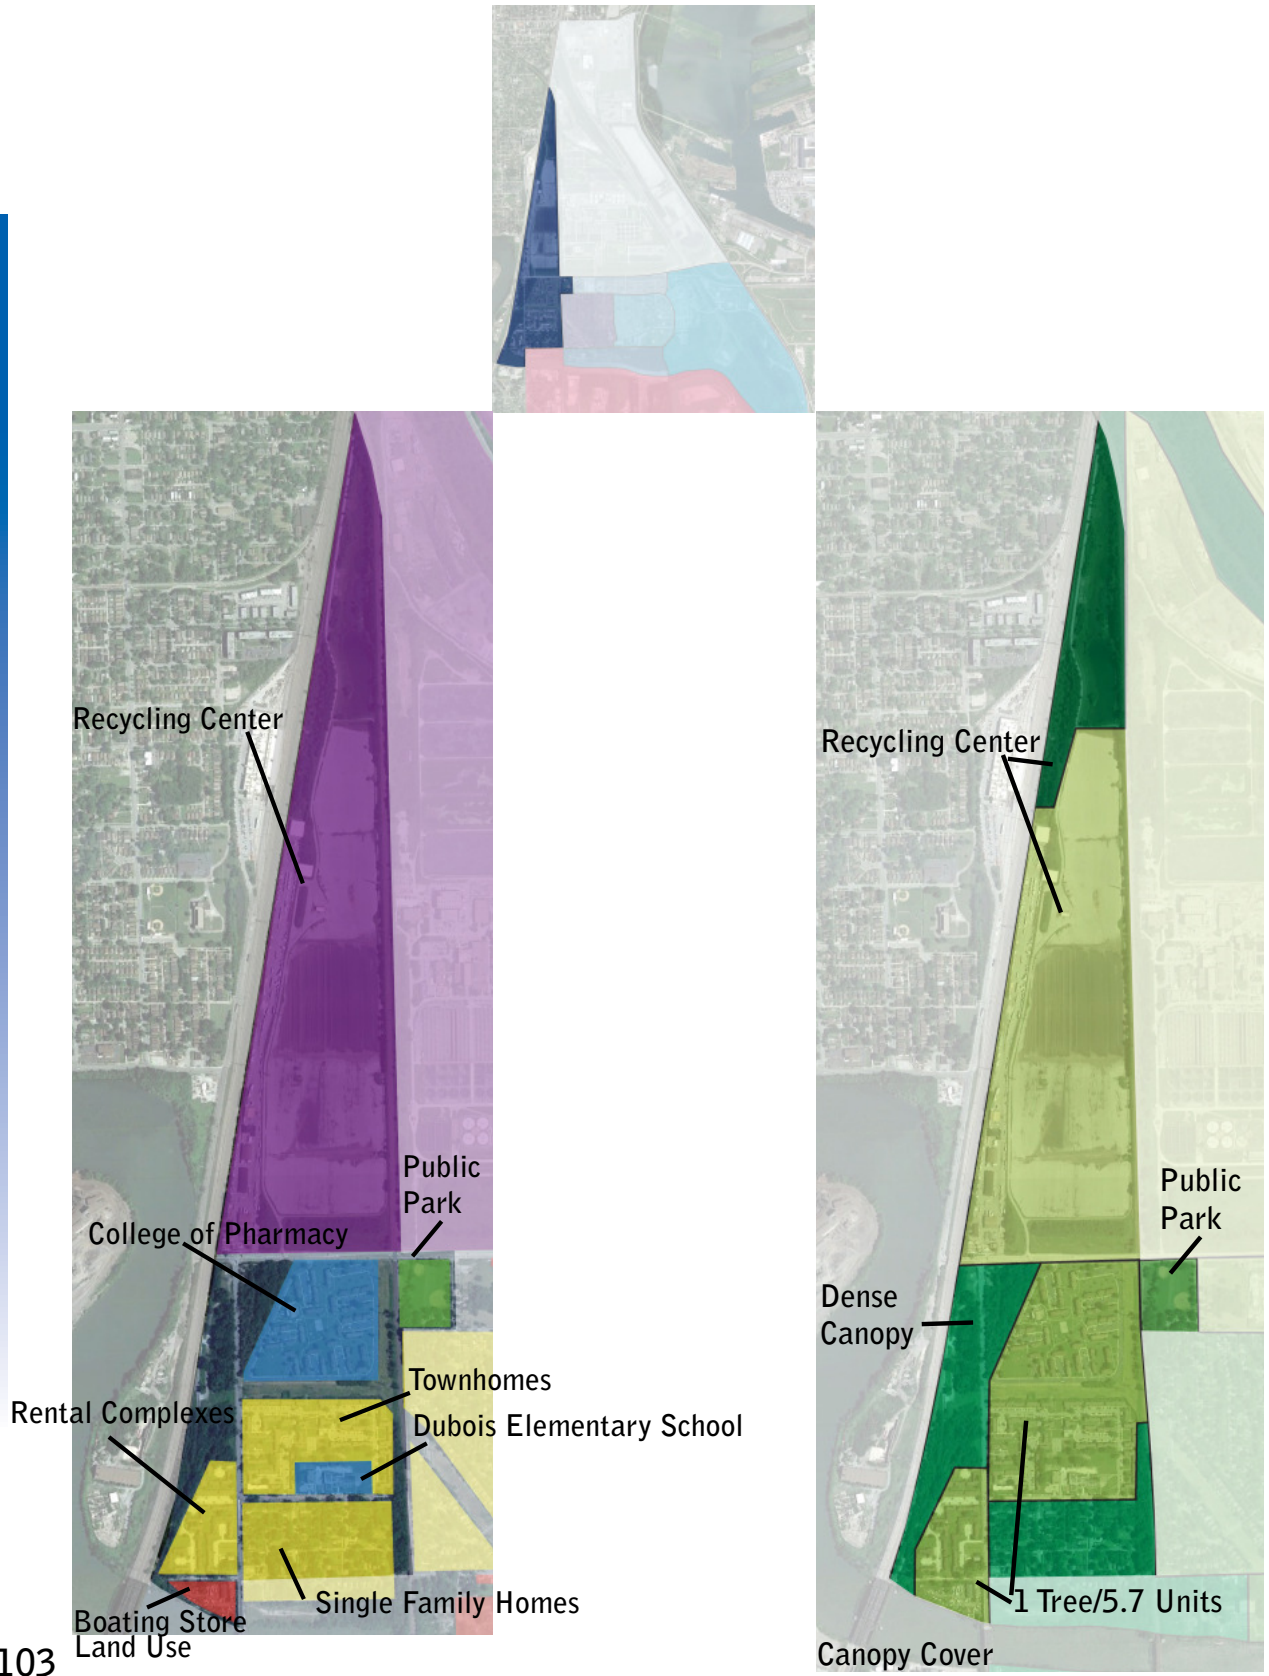 Recycling Center
Public
Park
College of Pharmacy
Townhomes
Rental Complexes
Dubois Elementary School
Single Family Homes
Boating Store
Land Use
103
Recycling Center
Public
Park
Dense
Canopy
1 Tree/5.7 Units
Canopy Cover